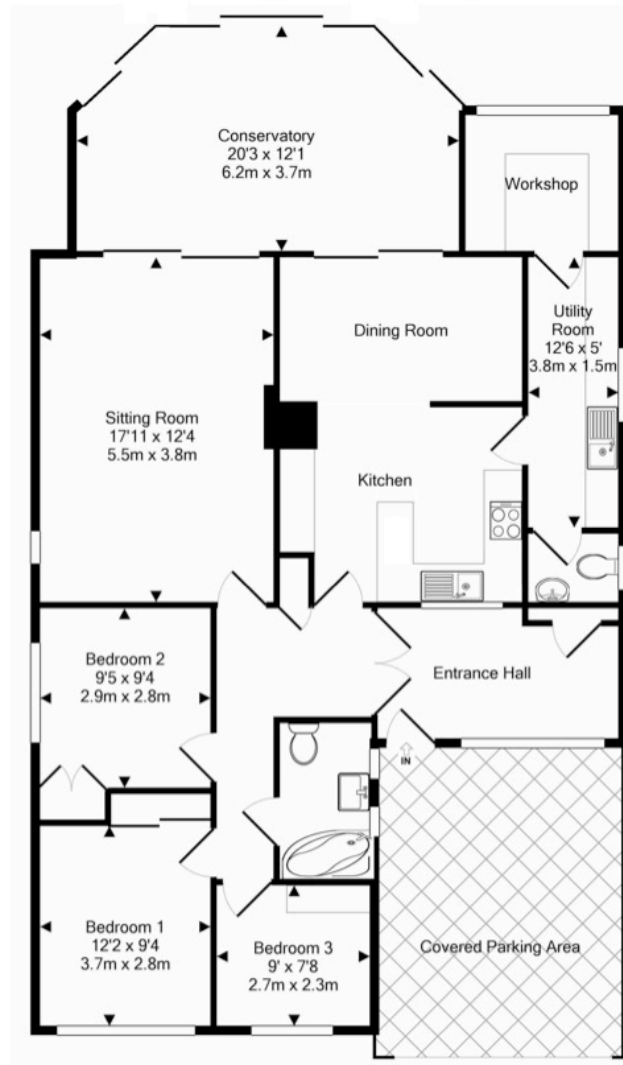 Conservatory
20'3 x 12'1
6.2m x 3.7m
Workshop
Utility
Room
12'6 x 5'
3.8m x 1.5m
Dining Room
Sitting Room
17'11 x 12'4
5.5m x 3.8m
Kitchen
Bedroom 2
9'5 x 9'4
2.9m x 2.8m
Entrance Hall
IN
Bedroom 1
12'2 x 9'4
3.7m x 2.8m
Bedroom 3
9' x 7'8
2.7m x 2.3m
Covered Parking Area